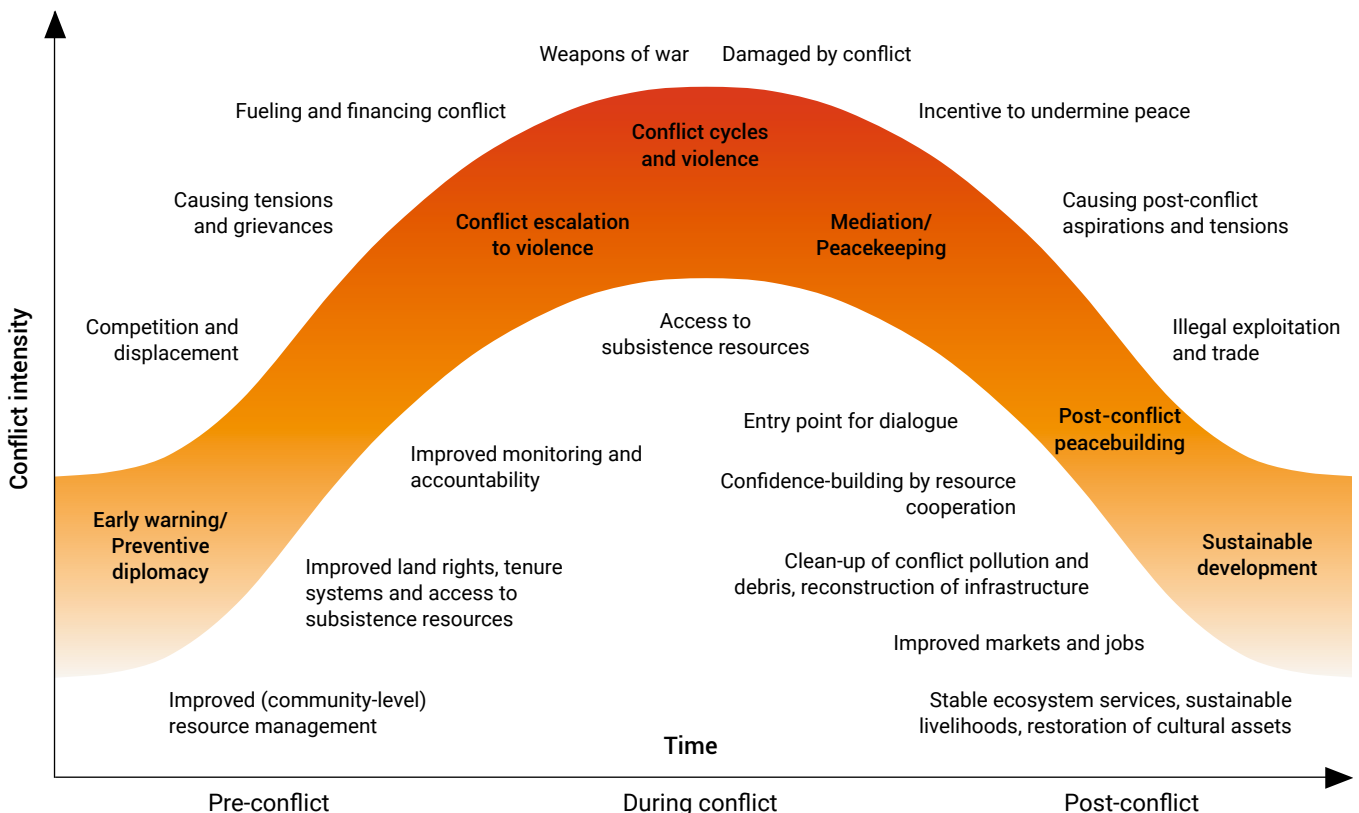 Weapons of war
Damaged by conflict
Fueling and financing conflict
Incentive to undermine peace
Conflict cycles
and violence
Causing tensions
and grievances
Conflict escalation
to violence
Mediation/
Peacekeeping
Causing post-conflict
aspirations and tensions
Competition and
displacement
Access to
subsistence resources
Illegal exploitation
and trade
Conflict intensity
Improved monitoring and
accountability
Entry point for dialogue
Post-conflict
peacebuilding
Confidence-building by resource
cooperation
Early warning/
Preventive
diplomacy
Improved land rights, tenure
systems and access to
subsistence resources
Clean-up of conflict pollution and
debris, reconstruction of infrastructure
Sustainable
development
Improved markets and jobs
Improved (community-level)
resource management
Stable ecosystem services, sustainable
livelihoods, restoration of cultural assets
Time
Pre-conflict
During conflict
Post-conflict